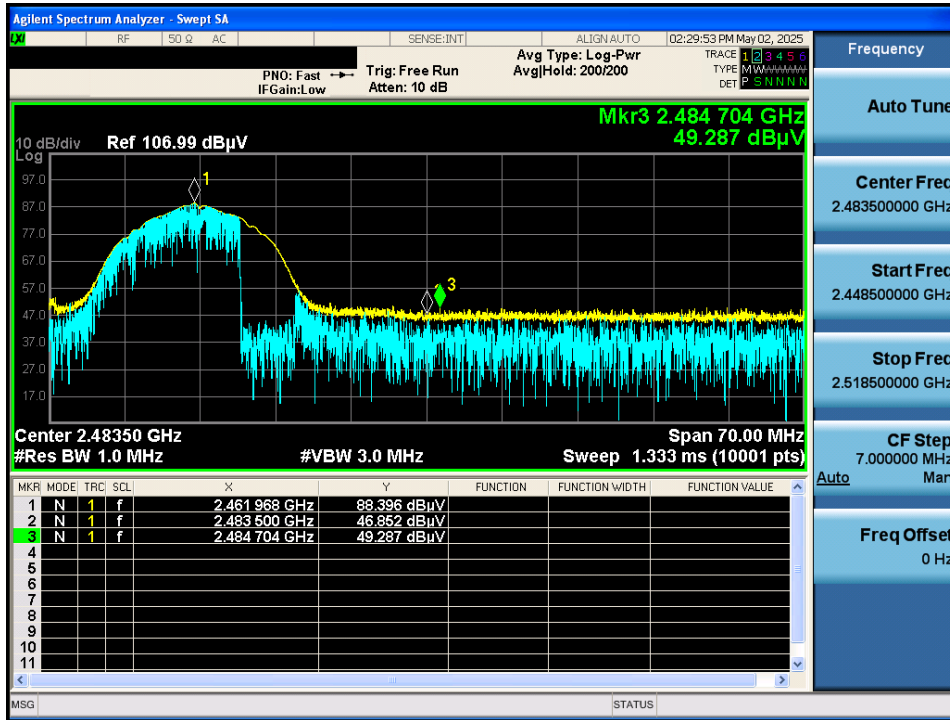 Agilent Spectrum Analyzer - Swept SA
LXI RF 50 Ω AC SENSE:INT ALIGN AUTO 02:29:53 PM May 02, 2025
PNO: Fast
IFGain:Low
Trig: Free Run
Atten: 10 dB
Avg Type: Log-Pwr
Avg|Hold: 200/200
TRACE 1 2 3 4 5 6
TYPE M W W W W W
DET P S N N N N
Mkr3 2.484 704 GHz
49.287 dBµV
10 dB/div Ref 106.99 dBµV
Log
97.0
87.0
77.0
67.0
57.0
47.0
37.0
27.0
17.0
1
3
Center 2.48350 GHz Span 70.00 MHz
#Res BW 1.0 MHz #VBW 3.0 MHz Sweep 1.333 ms (10001 pts)
MKR MODE TRC SCL X Y FUNCTION FUNCTION WIDTH FUNCTION VALUE
1 N 1 f 2.461 968 GHz 88.396 dBµV
2 N 1 f 2.483 500 GHz 46.852 dBµV
3 N 1 f 2.484 704 GHz 49.287 dBµV
4
5
6
7
8
9
10
11
MSG STATUS
Frequency
Auto Tune
Center Freq
2.483500000 GHz
Start Freq
2.448500000 GHz
Stop Freq
2.518500000 GHz
CF Step
7.000000 MHz
Auto Man
Freq Offset
0 Hz